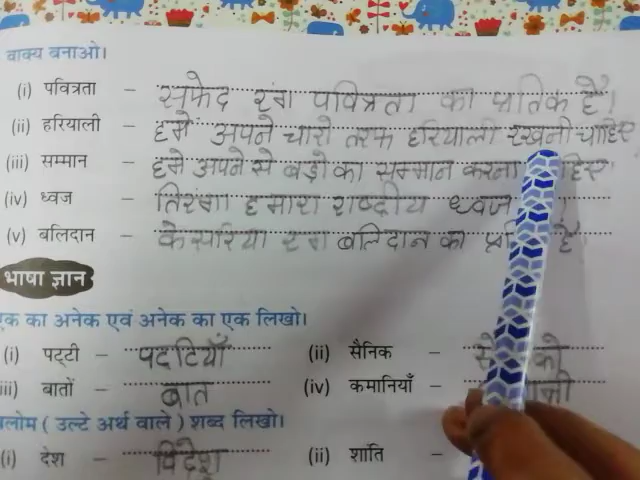 वाक्य बनाओ।
(i) पवित्रता – सफेद रंग पवित्रता का प्रतिक है।
(ii) हरियाली – हमें अपने चारो तरफ हरियाली रखनी चाहिए
(iii) सम्मान – हमे अपने से बड़ो का सम्मान करना
(iv) ध्वज – तिरंगा हमारा राष्ट्रीय ध्वज
(v) बलिदान – केसरिया रंग बलिदान का है
भाषा ज्ञान
एक का अनेक एवं अनेक का एक लिखो।
(i) पट्टी – पटटियाँ (ii) सैनिक –
(iii) बातों – बात (iv) कमानियाँ –
विलोम ( उल्टे अर्थ वाले ) शब्द लिखो।
(i) देश – विदेश (ii) शांति –